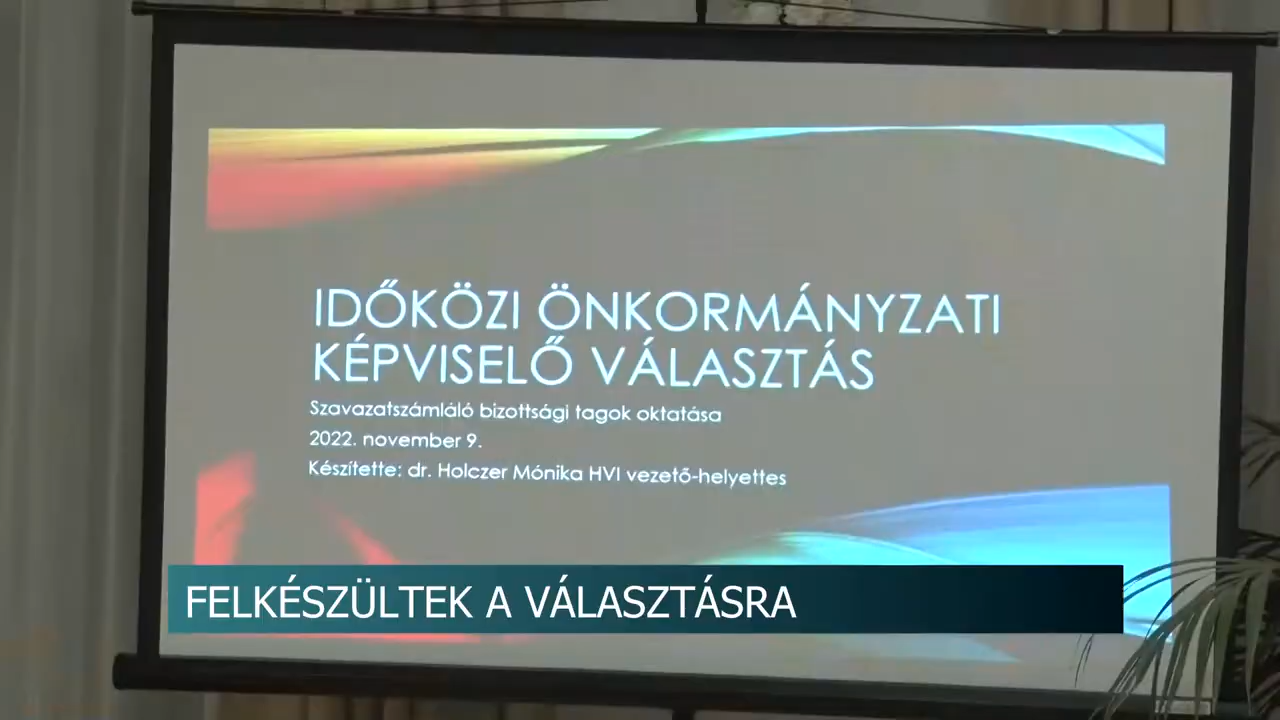 IDŐKÖZI ÖNKORMÁNYZATI
KÉPVISELŐ VÁLASZTÁS
Szavazatszámláló bizottsági tagok oktatása
2022. november 9.
Készítette: dr. Holczer Mónika HVI vezető-helyettes
FELKÉSZÜLTEK A VÁLASZTÁSRA